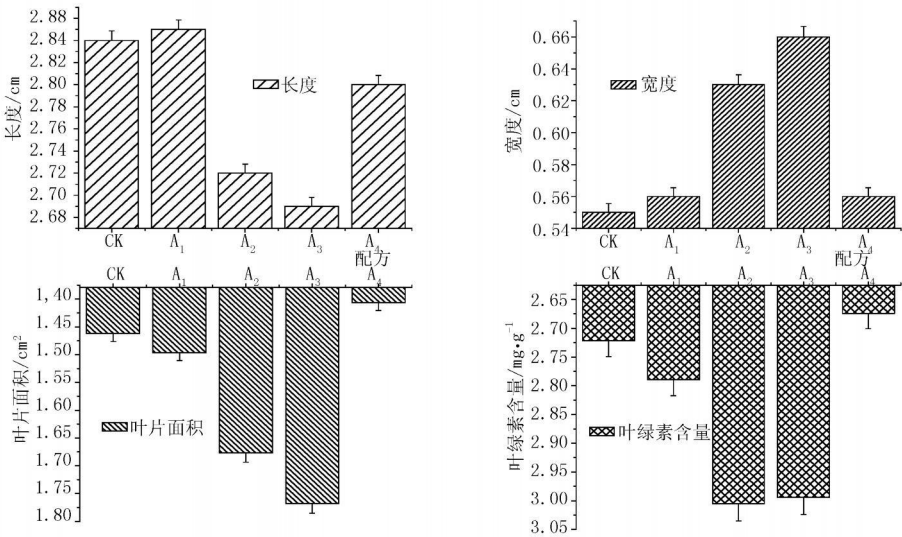 2.88
2.84
2.82
2.80
2.78
2.76
2.74
2.72
2.70
2.68
长度/cm
长度
CK A₁ A₂ A₃ A₄
配方
0.66
0.64
0.62
0.60
0.58
0.56
0.54
宽度/cm
宽度
CK A₁ A₂ A₃ A₄
配方
CK A₁ A₂ A₃ A₄
1,40
1.45
1.50
1.55
1.60
1.65
1.70
1.75
1.80
叶片面积/cm²
叶片面积
CK A₁ A₂ A₃ A₄
2.65
2.70
2.75
2.80
2.85
2.90
2.95
3.00
3.05
叶绿素含量/mg•g⁻¹
叶绿素含量